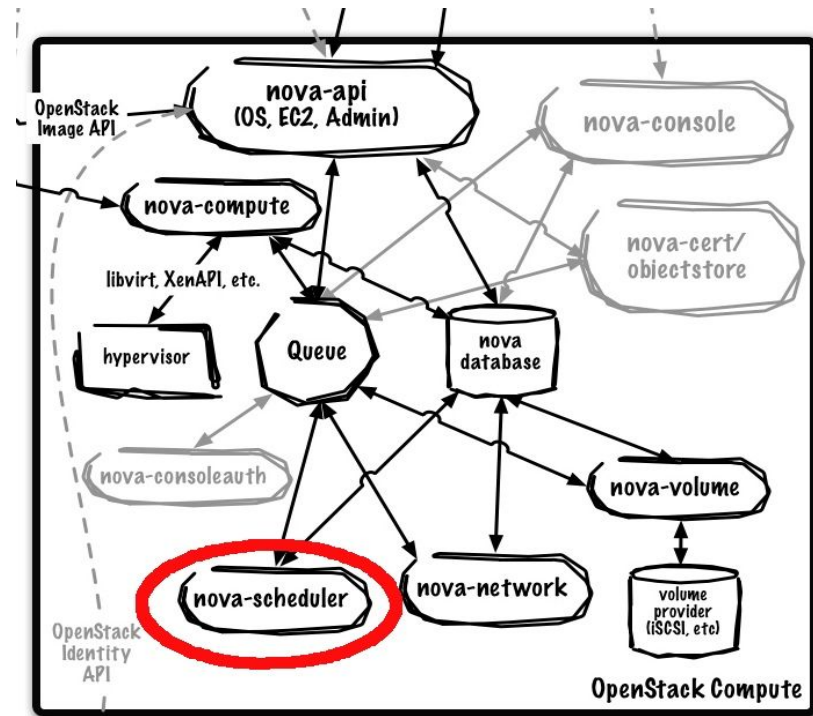 nova-api
(OS, EC2, Admin)
OpenStack
Image API
nova-console
nova-compute
nova-cert/
objectstore
libvirt, XenAPI, etc.
hypervisor
Queue
nova
database
nova-consoleauth
nova-volume
nova-scheduler
nova-network
volume
provider
(iSCSI, etc)
OpenStack
Identity
API
OpenStack Compute